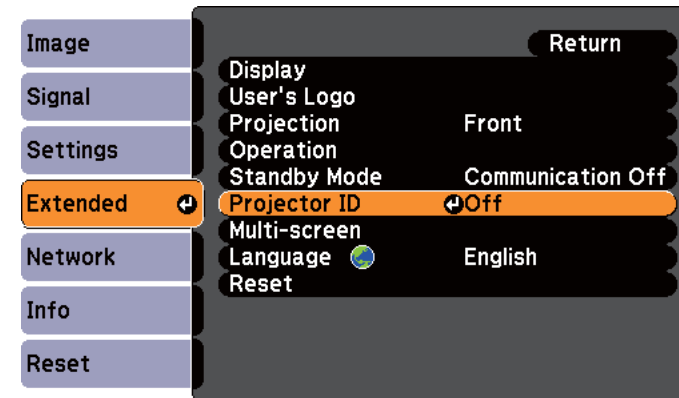 Image
Signal
Settings
Extended
Network
Info
Reset
Return
Display
User's Logo
Projection Front
Operation
Standby Mode Communication Off
Projector ID Off
Multi-screen
Language English
Reset